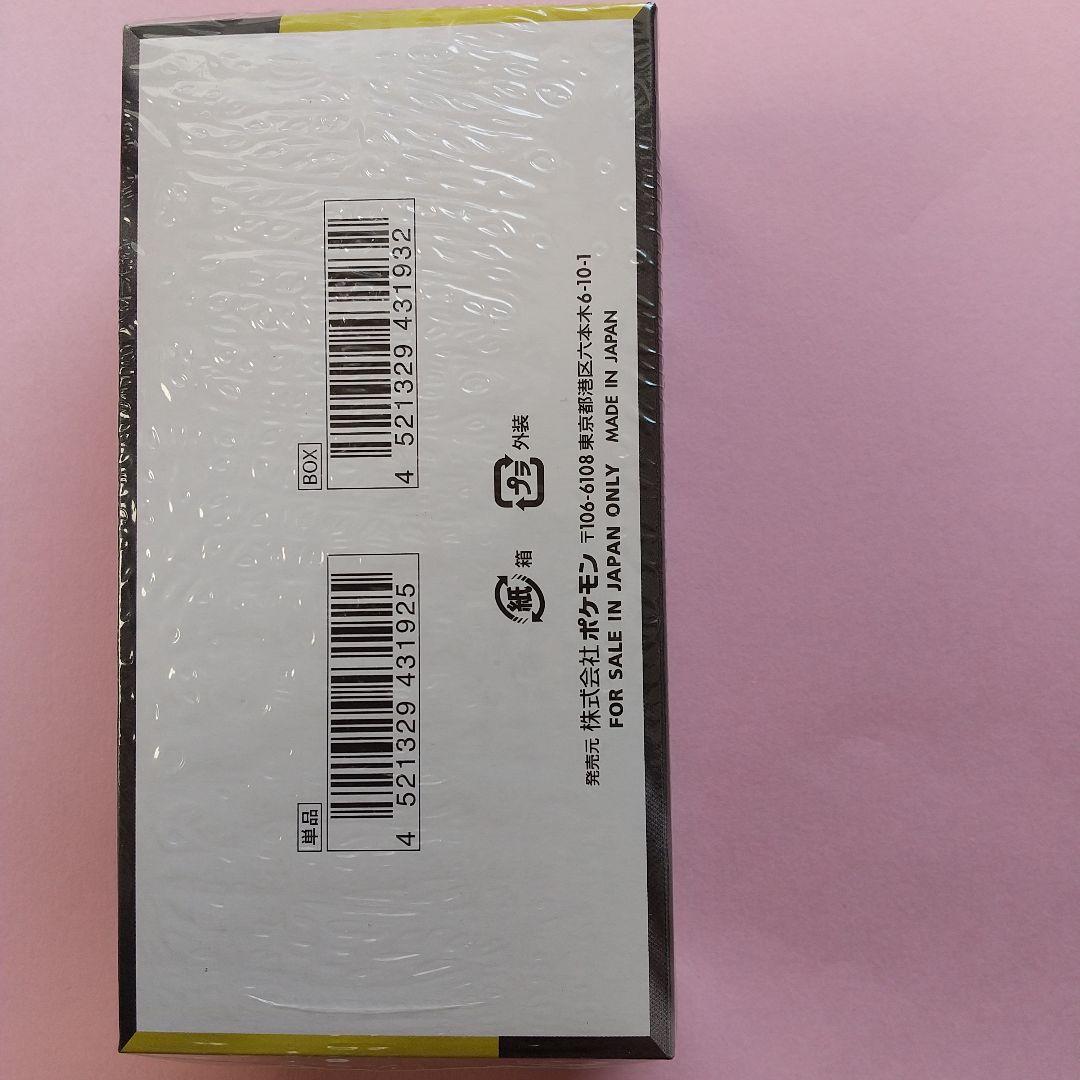 単品
4 521329 431925
BOX
4 521329 431932
紙 箱
プラ 外装
発売元 株式会社 ポケモン 〒106-6108 東京都港区六本木6-10-1
FOR SALE IN JAPAN ONLY MADE IN JAPAN